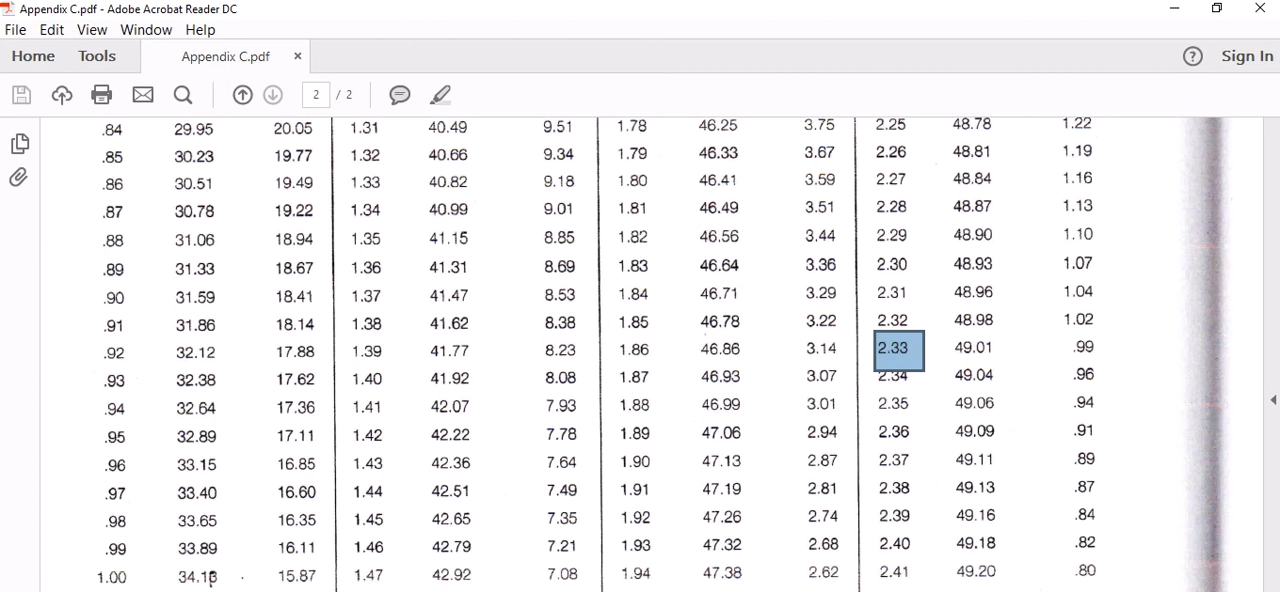 Appendix C.pdf - Adobe Acrobat Reader DC
File Edit View Window Help
Home Tools Appendix C.pdf × ? Sign In
2 / 2
.84 29.95 20.05 1.31 40.49 9.51 1.78 46.25 3.75 2.25 48.78 1.22
.85 30.23 19.77 1.32 40.66 9.34 1.79 46.33 3.67 2.26 48.81 1.19
.86 30.51 19.49 1.33 40.82 9.18 1.80 46.41 3.59 2.27 48.84 1.16
.87 30.78 19.22 1.34 40.99 9.01 1.81 46.49 3.51 2.28 48.87 1.13
.88 31.06 18.94 1.35 41.15 8.85 1.82 46.56 3.44 2.29 48.90 1.10
.89 31.33 18.67 1.36 41.31 8.69 1.83 46.64 3.36 2.30 48.93 1.07
.90 31.59 18.41 1.37 41.47 8.53 1.84 46.71 3.29 2.31 48.96 1.04
.91 31.86 18.14 1.38 41.62 8.38 1.85 46.78 3.22 2.32 48.98 1.02
.92 32.12 17.88 1.39 41.77 8.23 1.86 46.86 3.14 2.33 49.01 .99
.93 32.38 17.62 1.40 41.92 8.08 1.87 46.93 3.07 2.34 49.04 .96
.94 32.64 17.36 1.41 42.07 7.93 1.88 46.99 3.01 2.35 49.06 .94
.95 32.89 17.11 1.42 42.22 7.78 1.89 47.06 2.94 2.36 49.09 .91
.96 33.15 16.85 1.43 42.36 7.64 1.90 47.13 2.87 2.37 49.11 .89
.97 33.40 16.60 1.44 42.51 7.49 1.91 47.19 2.81 2.38 49.13 .87
.98 33.65 16.35 1.45 42.65 7.35 1.92 47.26 2.74 2.39 49.16 .84
.99 33.89 16.11 1.46 42.79 7.21 1.93 47.32 2.68 2.40 49.18 .82
1.00 34.13 15.87 1.47 42.92 7.08 1.94 47.38 2.62 2.41 49.20 .80